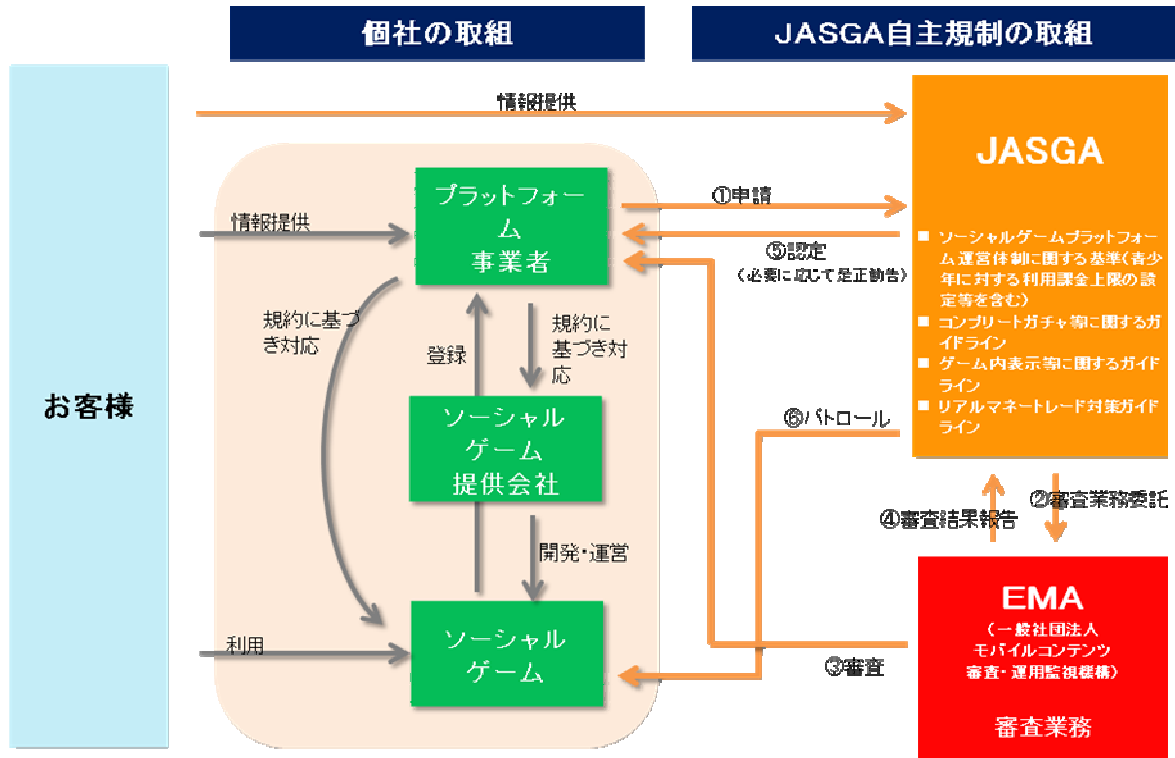 個社の取組
JASGA自主規制の取組
お客様
情報提供
情報提供
プラットフォー
ム
事業者
①申請
⑤認定
(必要に応じて是正勧告)
JASGA
■ ソーシャルゲームプラットフォー
ム運営体制に関する基準(青少
年に対する利用課金上限の設
定等を含む)
■ コンプリートガチャ等に関するガ
イドライン
■ ゲーム内表示等に関するガイド
ライン
■ リアルマネートレード対策ガイド
ライン
規約に基づ
き対応
登録
規約に
基づき対
応
ソーシャル
ゲーム
提供会社
⑥パトロール
④審査結果報告
②審査業務委託
開発・運営
利用
ソーシャル
ゲーム
③審査
EMA
(一般社団法人
モバイルコンテンツ
審査・運用監視機構)
審査業務